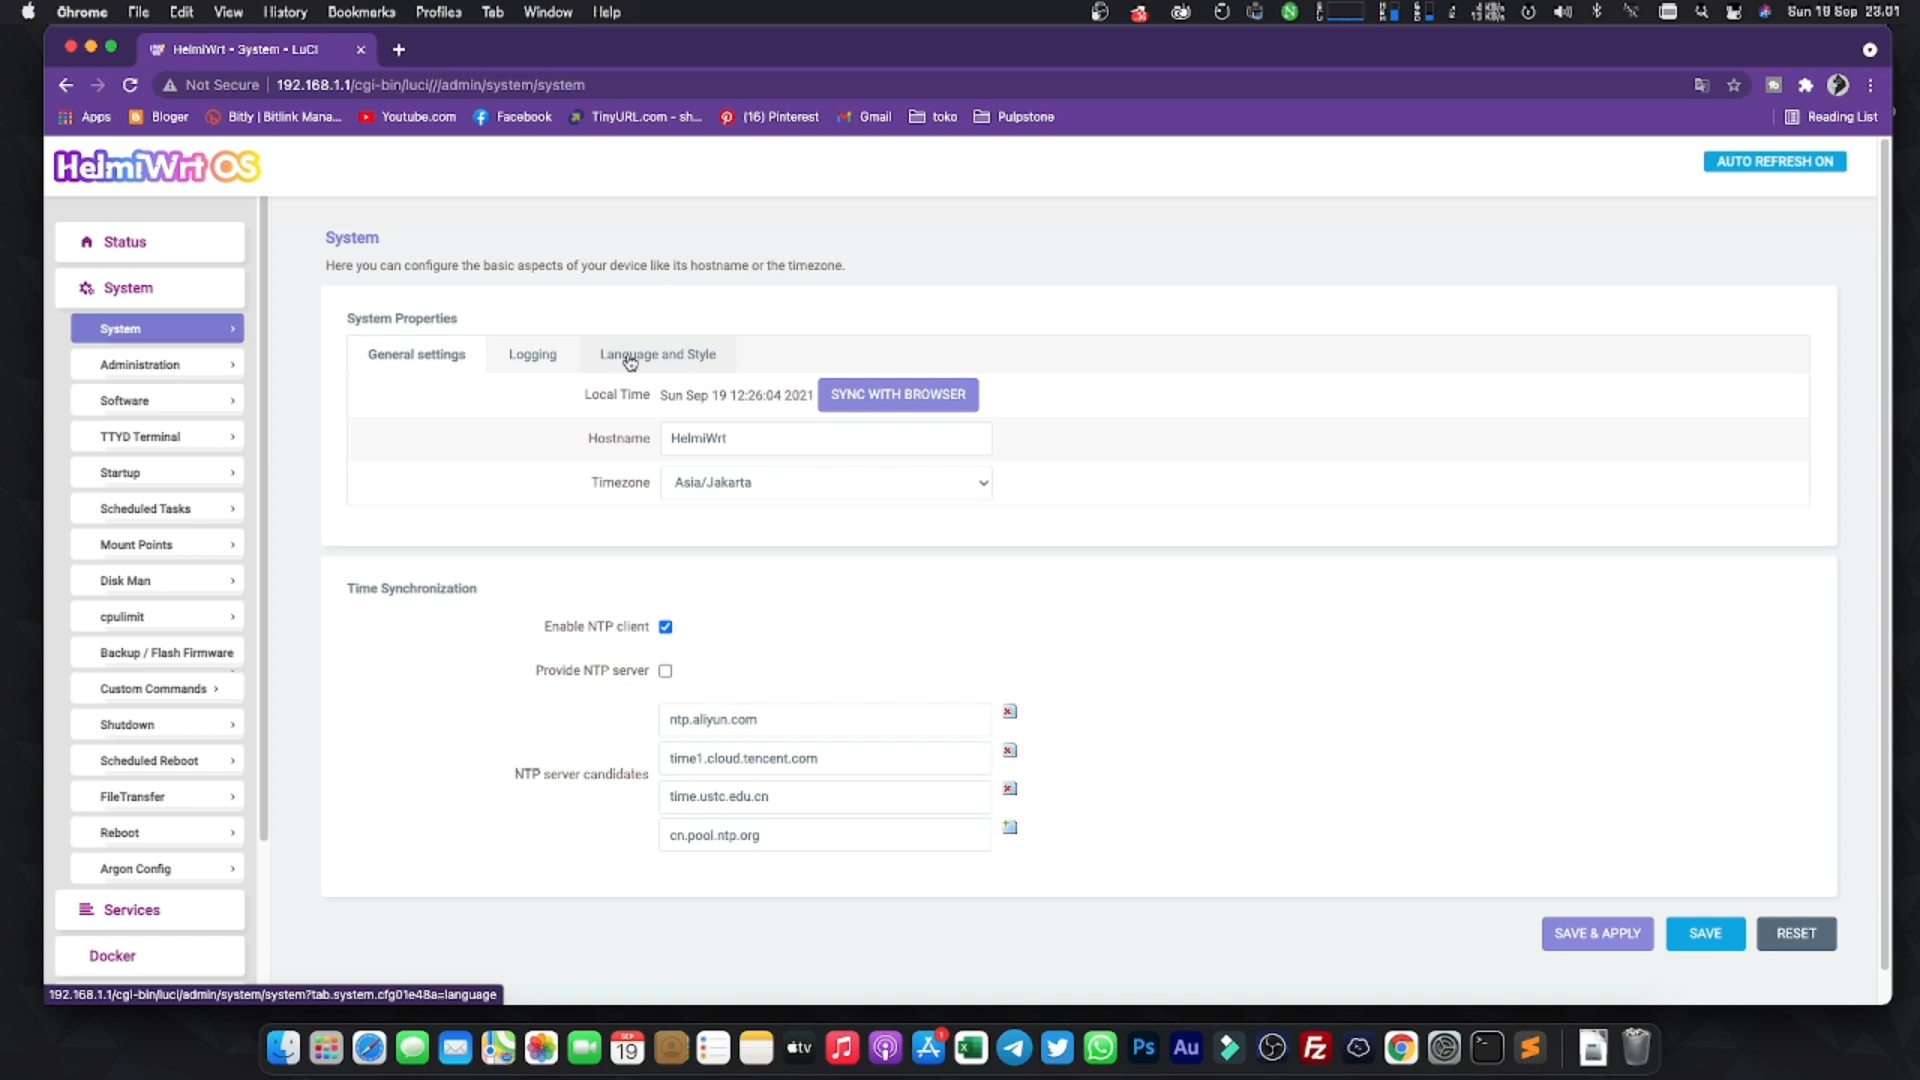 Chrome File Edit View History Bookmarks Profiles Tab Window Help
HelmiWrt - System - LuCI
Not Secure 192.168.1.1/cgi-bin/luci///admin/system/system
Apps Bloger Bitly | Bitlink Mana... Youtube.com Facebook TinyURL.com - sh... (16) Pinterest Gmail toko Pulpstone Reading List
HelmiWrt OS
AUTO REFRESH ON
Status
System
System
Administration
Software
TTYD Terminal
Startup
Scheduled Tasks
Mount Points
Disk Man
cpulimit
Backup / Flash Firmware
Custom Commands
Shutdown
Scheduled Reboot
FileTransfer
Reboot
Argon Config
Services
Docker
System
Here you can configure the basic aspects of your device like its hostname or the timezone.
System Properties
General settings Logging Language and Style
Local Time Sun Sep 19 12:26:04 2021 SYNC WITH BROWSER
Hostname HelmiWrt
Timezone Asia/Jakarta
Time Synchronization
Enable NTP client
Provide NTP server
NTP server candidates
ntp.aliyun.com
time1.cloud.tencent.com
time.ustc.edu.cn
cn.pool.ntp.org
SAVE & APPLY SAVE RESET
192.168.1.1/cgi-bin/luci/admin/system/system?tab.system.cfg01e48a=language
SEP
19
tv
1
Ps
Au
Fz